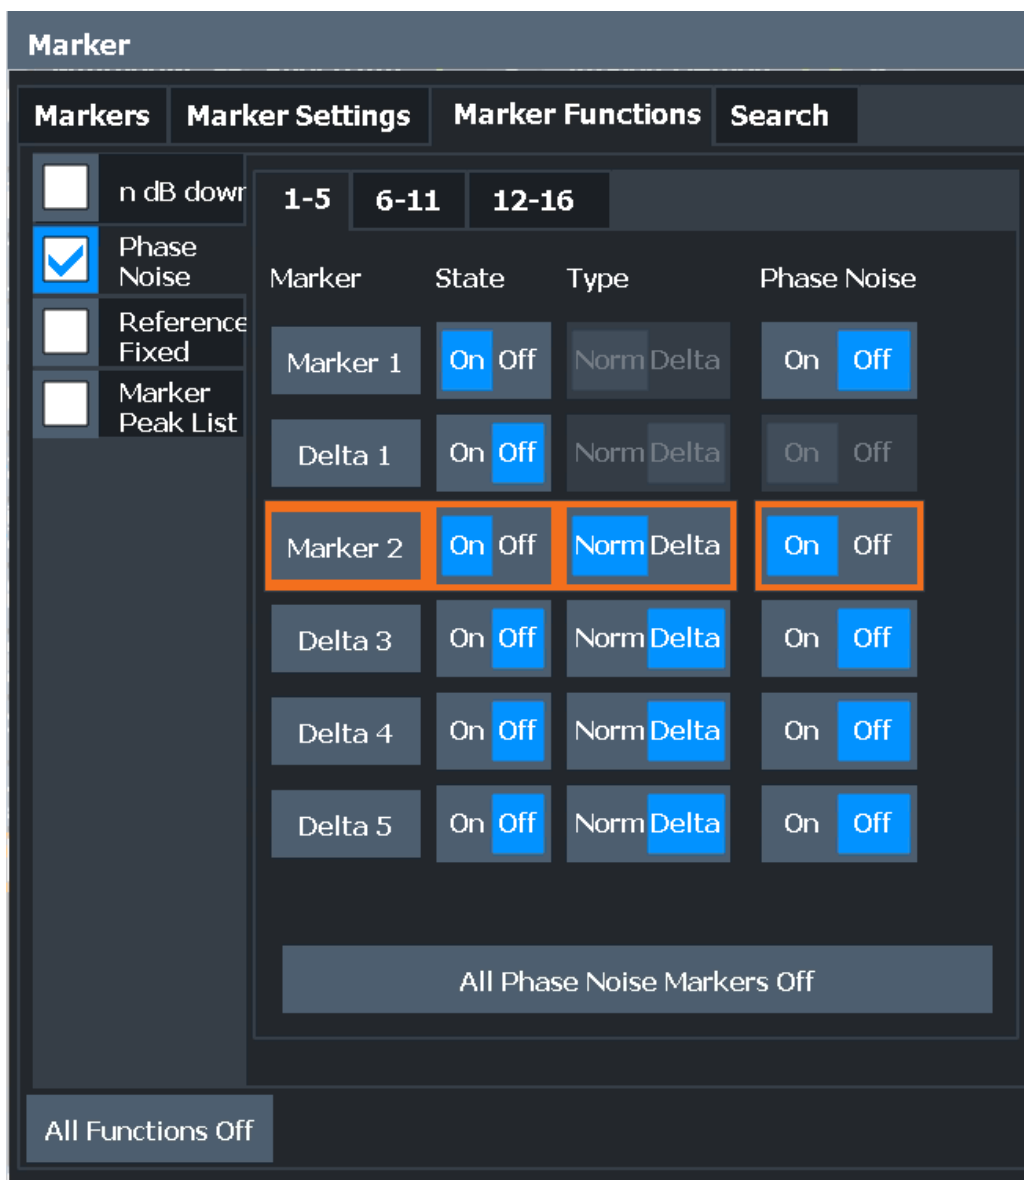 Marker
Markers Marker Settings Marker Functions Search
n dB down
Phase
Noise
Reference
Fixed
Marker
Peak List
1-5 6-11 12-16
Marker State Type Phase Noise
Marker 1 On Off Norm Delta On Off
Delta 1 On Off Norm Delta On Off
Marker 2 On Off Norm Delta On Off
Delta 3 On Off Norm Delta On Off
Delta 4 On Off Norm Delta On Off
Delta 5 On Off Norm Delta On Off
All Phase Noise Markers Off
All Functions Off